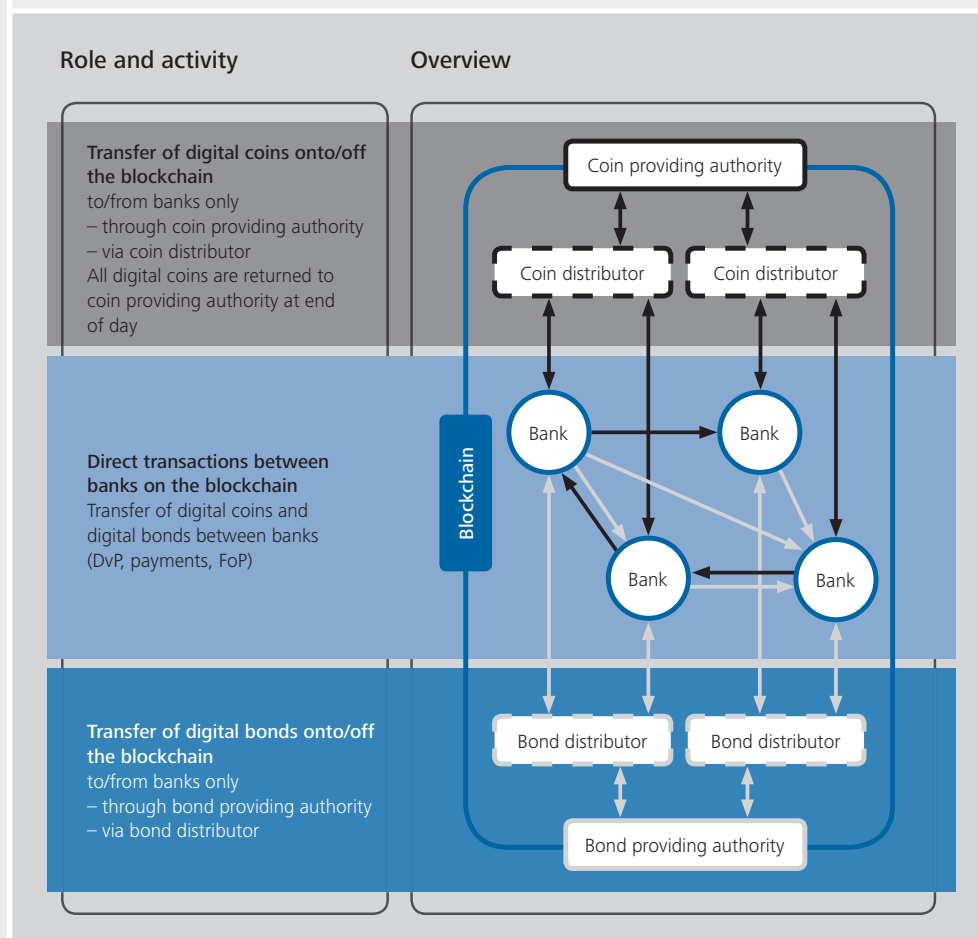 Role and activity
Overview
Transfer of digital coins onto/off
the blockchain
to/from banks only
– through coin providing authority
– via coin distributor
All digital coins are returned to
coin providing authority at end
of day
Coin providing authority
Coin distributor
Coin distributor
Direct transactions between
banks on the blockchain
Transfer of digital coins and
digital bonds between banks
(DvP, payments, FoP)
Blockchain
Bank
Bank
Bank
Bank
Transfer of digital bonds onto/off
the blockchain
to/from banks only
– through bond providing authority
– via bond distributor
Bond distributor
Bond distributor
Bond providing authority